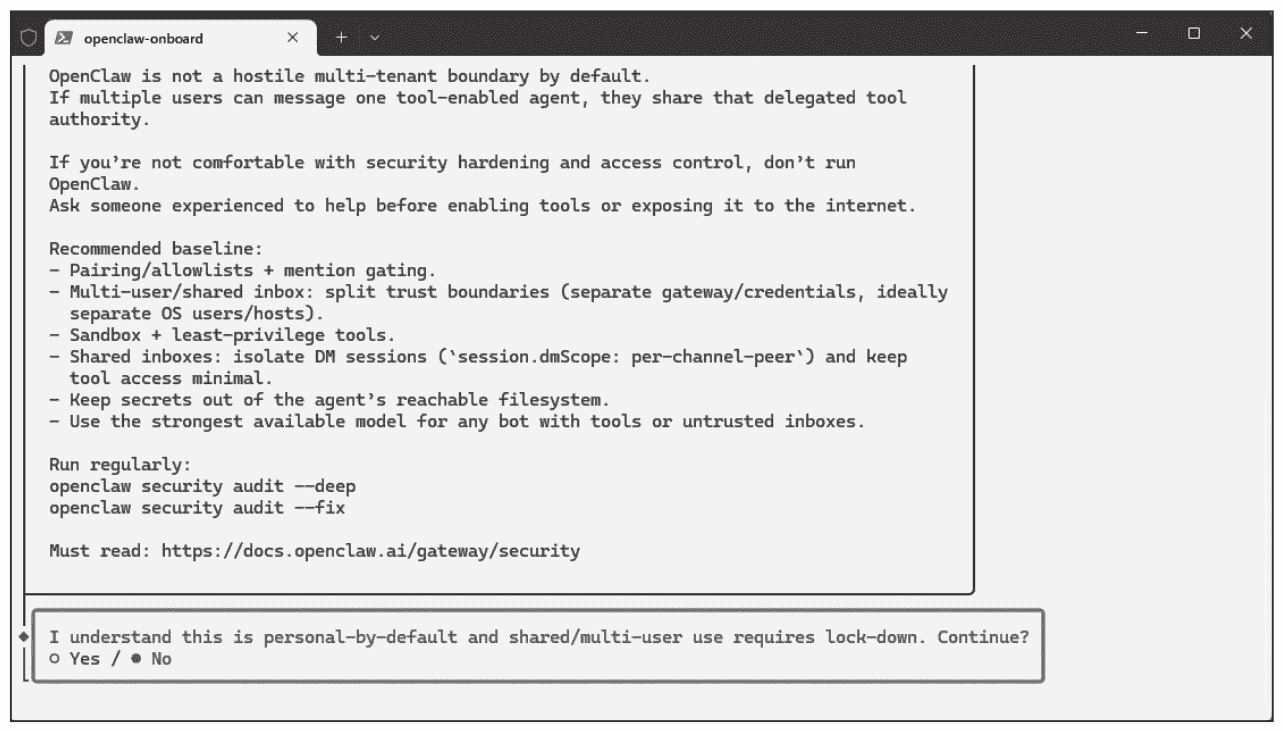 openclaw-onboard
OpenClaw is not a hostile multi-tenant boundary by default.
If multiple users can message one tool-enabled agent, they share that delegated tool
authority.
If you’re not comfortable with security hardening and access control, don’t run
OpenClaw.
Ask someone experienced to help before enabling tools or exposing it to the internet.
Recommended baseline:
- Pairing/allowlists + mention gating.
- Multi-user/shared inbox: split trust boundaries (separate gateway/credentials, ideally
separate OS users/hosts).
- Sandbox + least-privilege tools.
- Shared inboxes: isolate DM sessions (`session.dmScope: per-channel-peer`) and keep
tool access minimal.
- Keep secrets out of the agent’s reachable filesystem.
- Use the strongest available model for any bot with tools or untrusted inboxes.
Run regularly:
openclaw security audit --deep
openclaw security audit --fix
Must read: https://docs.openclaw.ai/gateway/security
I understand this is personal-by-default and shared/multi-user use requires lock-down. Continue?
○ Yes / ● No